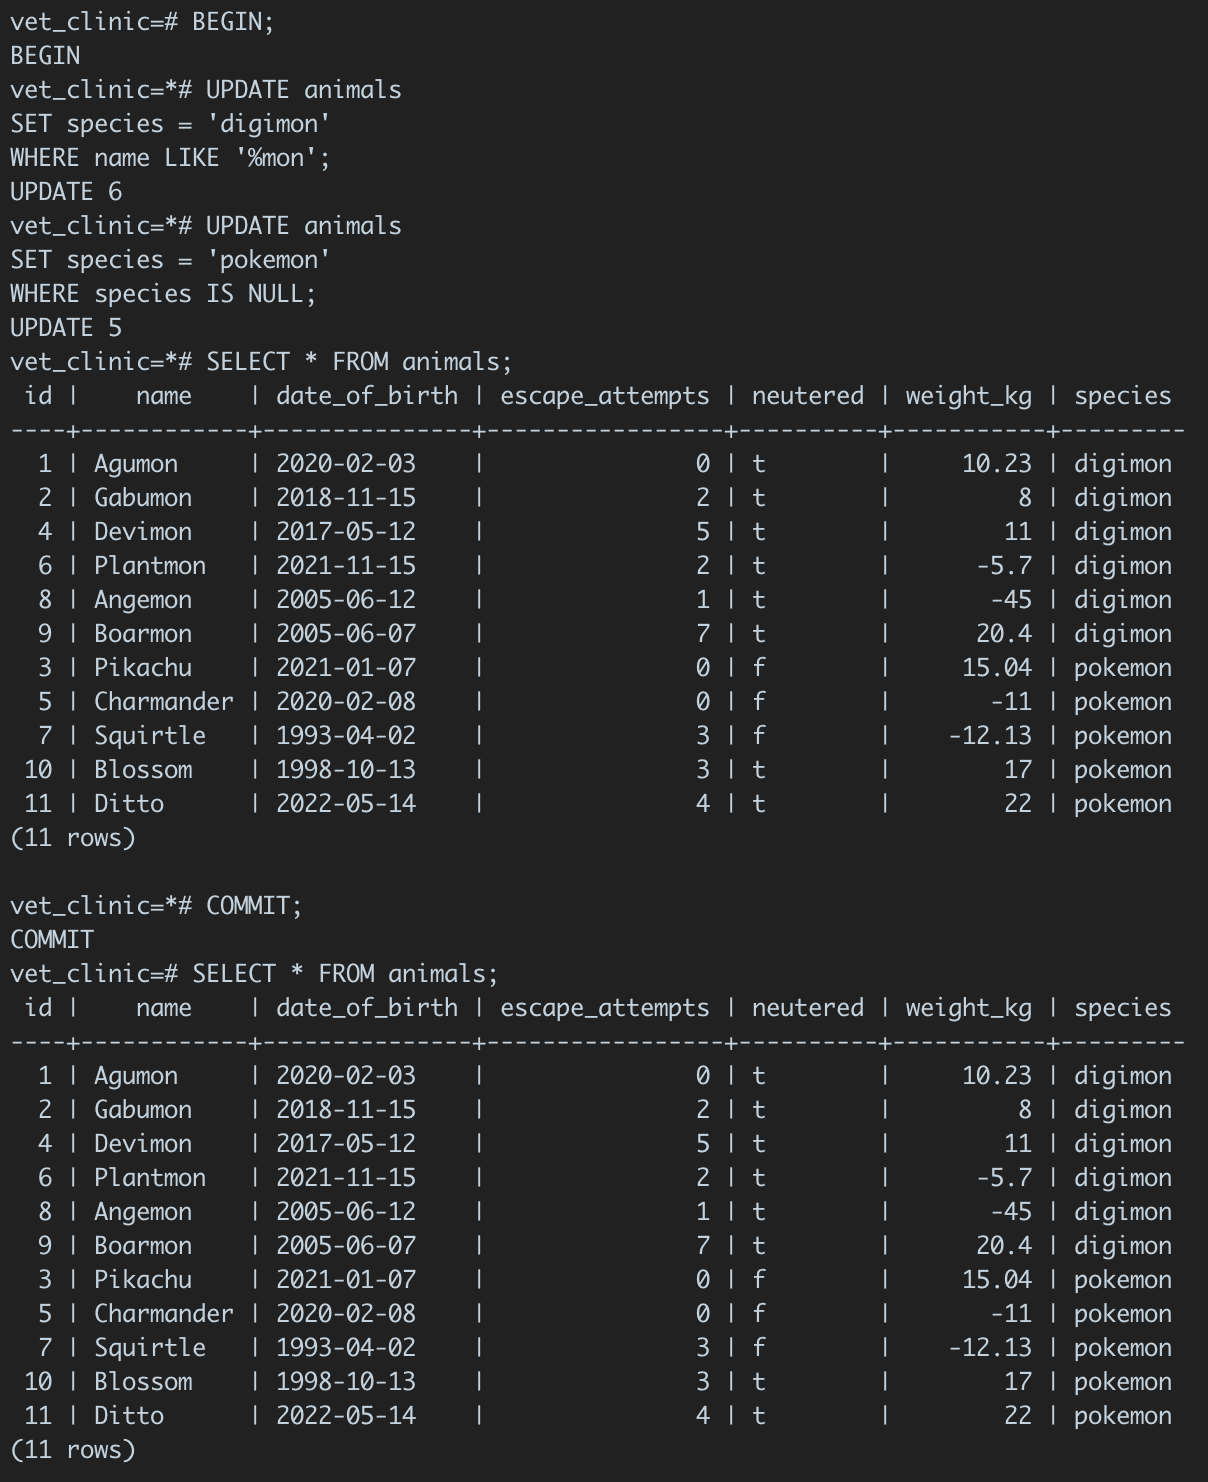 vet_clinic=# BEGIN;
BEGIN
vet_clinic=*# UPDATE animals
SET species = 'digimon'
WHERE name LIKE '%mon';
UPDATE 6
vet_clinic=*# UPDATE animals
SET species = 'pokemon'
WHERE species IS NULL;
UPDATE 5
vet_clinic=*# SELECT * FROM animals;
 id |    name    | date_of_birth | escape_attempts | neutered | weight_kg | species
----+------------+---------------+-----------------+----------+-----------+---------
  1 | Agumon     | 2020-02-03    |               0 | t        |     10.23 | digimon
  2 | Gabumon    | 2018-11-15    |               2 | t        |         8 | digimon
  4 | Devimon    | 2017-05-12    |               5 | t        |        11 | digimon
  6 | Plantmon   | 2021-11-15    |               2 | t        |      -5.7 | digimon
  8 | Angemon    | 2005-06-12    |               1 | t        |       -45 | digimon
  9 | Boarmon    | 2005-06-07    |               7 | t        |      20.4 | digimon
  3 | Pikachu    | 2021-01-07    |               0 | f        |     15.04 | pokemon
  5 | Charmander | 2020-02-08    |               0 | f        |       -11 | pokemon
  7 | Squirtle   | 1993-04-02    |               3 | f        |    -12.13 | pokemon
 10 | Blossom    | 1998-10-13    |               3 | t        |        17 | pokemon
 11 | Ditto      | 2022-05-14    |               4 | t        |        22 | pokemon
(11 rows)

vet_clinic=*# COMMIT;
COMMIT
vet_clinic=# SELECT * FROM animals;
 id |    name    | date_of_birth | escape_attempts | neutered | weight_kg | species
----+------------+---------------+-----------------+----------+-----------+---------
  1 | Agumon     | 2020-02-03    |               0 | t        |     10.23 | digimon
  2 | Gabumon    | 2018-11-15    |               2 | t        |         8 | digimon
  4 | Devimon    | 2017-05-12    |               5 | t        |        11 | digimon
  6 | Plantmon   | 2021-11-15    |               2 | t        |      -5.7 | digimon
  8 | Angemon    | 2005-06-12    |               1 | t        |       -45 | digimon
  9 | Boarmon    | 2005-06-07    |               7 | t        |      20.4 | digimon
  3 | Pikachu    | 2021-01-07    |               0 | f        |     15.04 | pokemon
  5 | Charmander | 2020-02-08    |               0 | f        |       -11 | pokemon
  7 | Squirtle   | 1993-04-02    |               3 | f        |    -12.13 | pokemon
 10 | Blossom    | 1998-10-13    |               3 | t        |        17 | pokemon
 11 | Ditto      | 2022-05-14    |               4 | t        |        22 | pokemon
(11 rows)